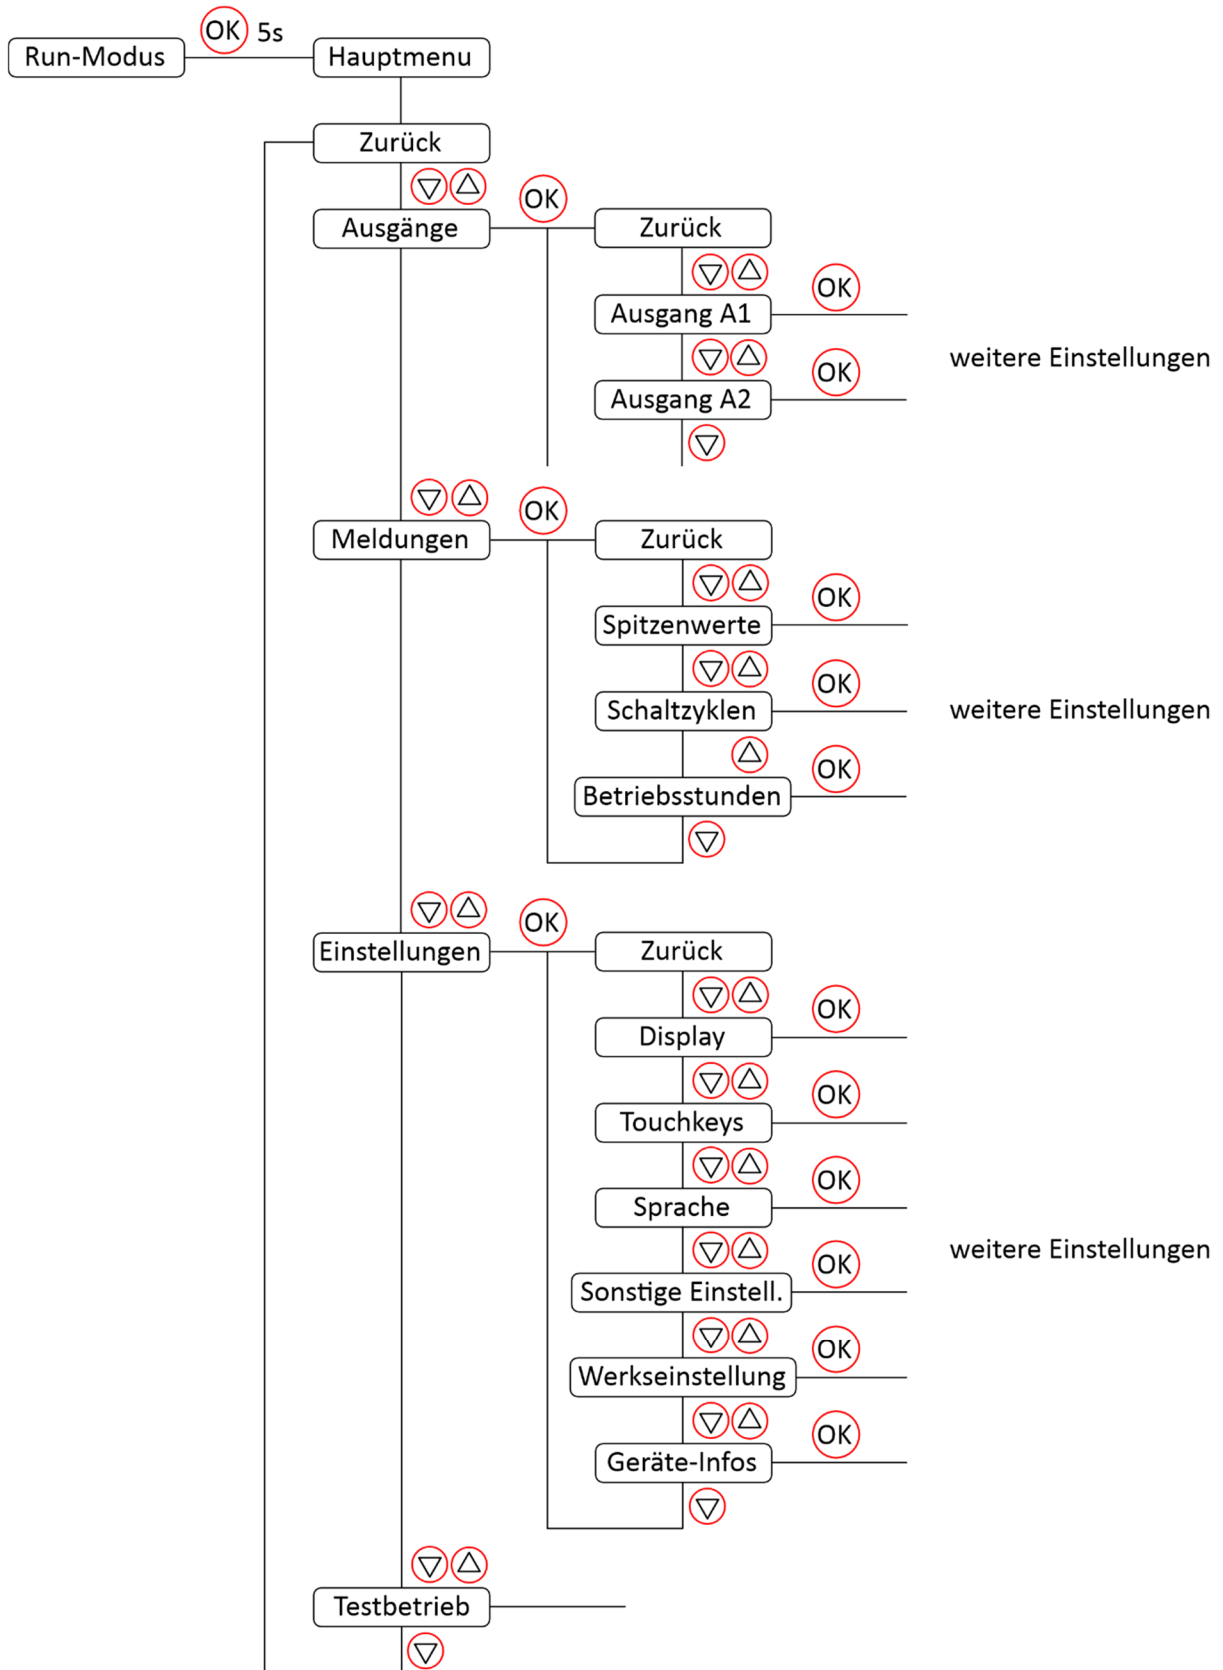 OK 5s
Run-Modus Hauptmenu
Zurück
OK
Ausgänge Zurück
OK
Ausgang A1
weitere Einstellungen
OK
Ausgang A2
OK
Meldungen Zurück
OK
Spitzenwerte
OK
Schaltzyklen weitere Einstellungen
OK
Betriebsstunden
OK
Einstellungen Zurück
OK
Display
OK
Touchkeys
OK
Sprache
weitere Einstellungen
OK
Sonstige Einstell.
OK
Werkseinstellung
OK
Geräte-Infos
Testbetrieb